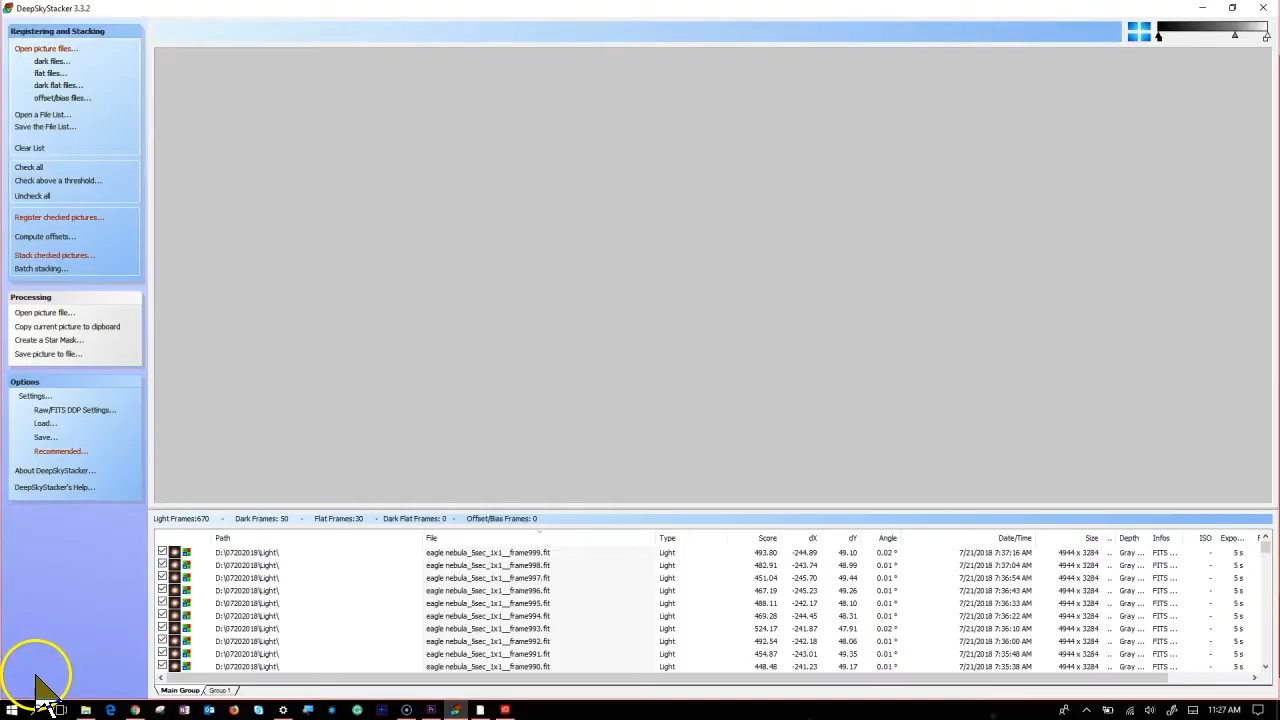 DeepSkyStacker 3.3.2
Registering and Stacking
Open picture files...
dark files...
flat files...
dark flat files...
offset/bias files...
Open a File List...
Save the File List...
Clear List
Check all
Check above a threshold...
Uncheck all
Register checked pictures...
Compute offsets...
Stack checked pictures...
Batch stacking...
Processing
Open picture file...
Copy current picture to clipboard
Create a Star Mask...
Save picture to file...
Options
Settings...
Raw/FITS DDP Settings...
Load...
Save...
Recommended...
About DeepSkyStacker...
DeepSkyStacker's Help...
Light Frames:670 - Dark Frames: 50 - Flat Frames:30 - Dark Flat Frames: 0 - Offset/Bias Frames: 0
Path File Type Score dX dY Angle Date/Time Size .. Depth Infos ISO Expo...
D:\07202018\Light\ eagle nebula_5sec_1x1__frame999.fit Light 493.80 -244.89 49.10 0.02 ° 7/21/2018 7:37:16 AM 4944 x 3284 .. Gray ... FITS ... - 5 s
D:\07202018\Light\ eagle nebula_5sec_1x1__frame998.fit Light 482.91 -243.74 48.99 0.01 ° 7/21/2018 7:37:04 AM 4944 x 3284 .. Gray ... FITS ... - 5 s
D:\07202018\Light\ eagle nebula_5sec_1x1__frame997.fit Light 451.04 -245.70 49.44 0.02 ° 7/21/2018 7:36:54 AM 4944 x 3284 .. Gray ... FITS ... - 5 s
D:\07202018\Light\ eagle nebula_5sec_1x1__frame996.fit Light 467.19 -245.23 49.26 0.01 ° 7/21/2018 7:36:43 AM 4944 x 3284 .. Gray ... FITS ... - 5 s
D:\07202018\Light\ eagle nebula_5sec_1x1__frame995.fit Light 488.11 -242.17 48.10 0.01 ° 7/21/2018 7:36:33 AM 4944 x 3284 .. Gray ... FITS ... - 5 s
D:\07202018\Light\ eagle nebula_5sec_1x1__frame994.fit Light 469.28 -244.45 48.31 0.01 ° 7/21/2018 7:36:22 AM 4944 x 3284 .. Gray ... FITS ... - 5 s
D:\07202018\Light\ eagle nebula_5sec_1x1__frame993.fit Light 524.17 -241.87 47.91 0.01 ° 7/21/2018 7:36:10 AM 4944 x 3284 .. Gray ... FITS ... - 5 s
D:\07202018\Light\ eagle nebula_5sec_1x1__frame992.fit Light 492.54 -242.18 48.06 0.01 ° 7/21/2018 7:36:00 AM 4944 x 3284 .. Gray ... FITS ... - 5 s
D:\07202018\Light\ eagle nebula_5sec_1x1__frame991.fit Light 454.87 -243.01 49.35 0.01 ° 7/21/2018 7:35:48 AM 4944 x 3284 .. Gray ... FITS ... - 5 s
D:\07202018\Light\ eagle nebula_5sec_1x1__frame990.fit Light 448.48 -241.23 49.17 0.01 ° 7/21/2018 7:35:38 AM 4944 x 3284 .. Gray ... FITS ... - 5 s
Main Group Group 1
11:27 AM